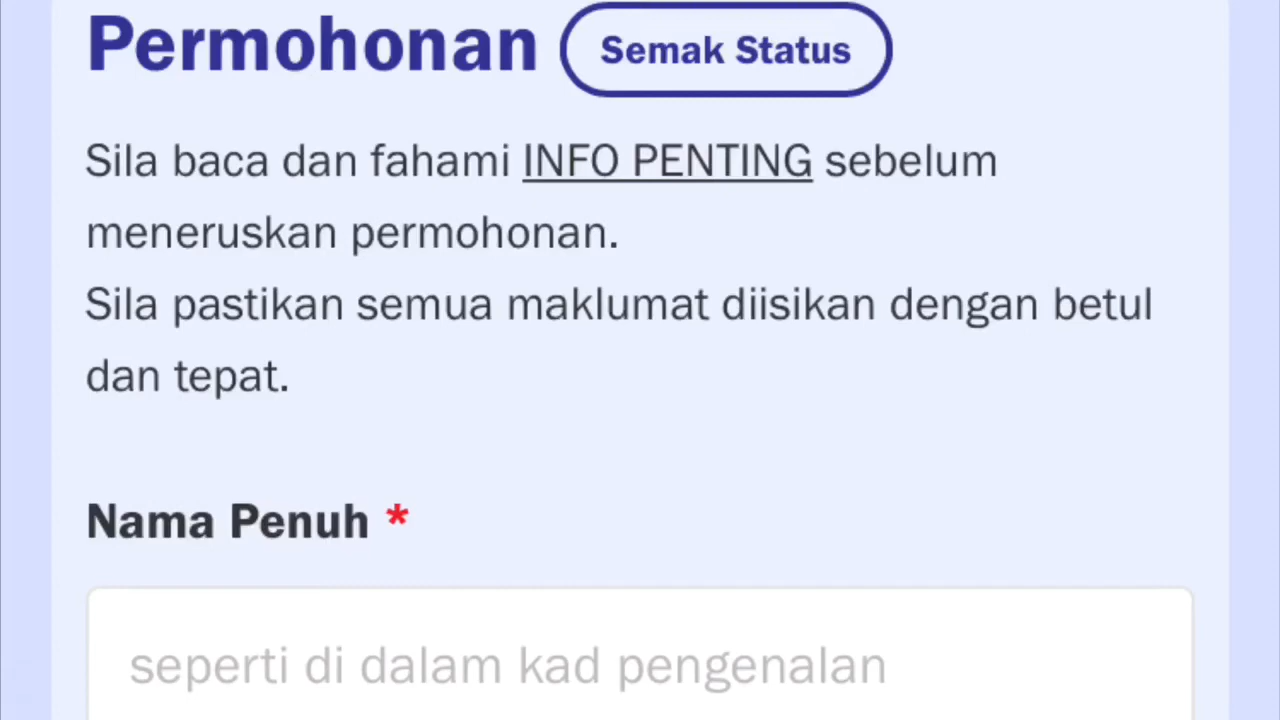 Permohonan Semak Status
Sila baca dan fahami INFO PENTING sebelum
meneruskan permohonan.
Sila pastikan semua maklumat diisikan dengan betul
dan tepat.
Nama Penuh *
seperti di dalam kad pengenalan